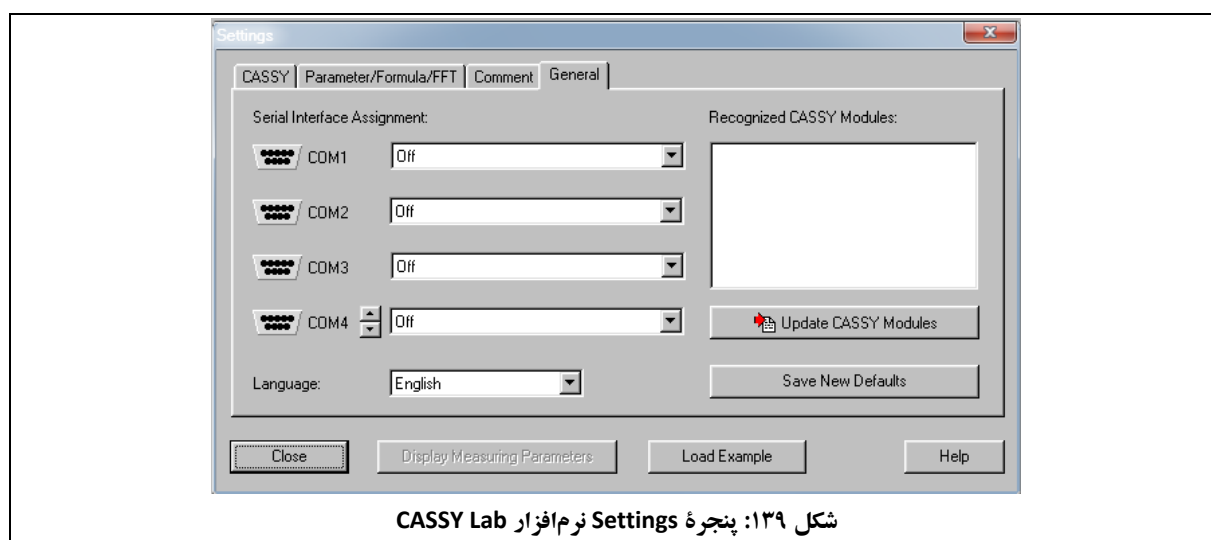 Settings
CASSY Parameter/Formula/FFT Comment General
Serial Interface Assignment:
Recognized CASSY Modules:
COM1 Off
COM2 Off
COM3 Off
COM4 Off
Update CASSY Modules
Language: English
Save New Defaults
Close Display Measuring Parameters Load Example Help
شکل ۱۳۹: پنجرهٔ Settings نرم‌افزار CASSY Lab